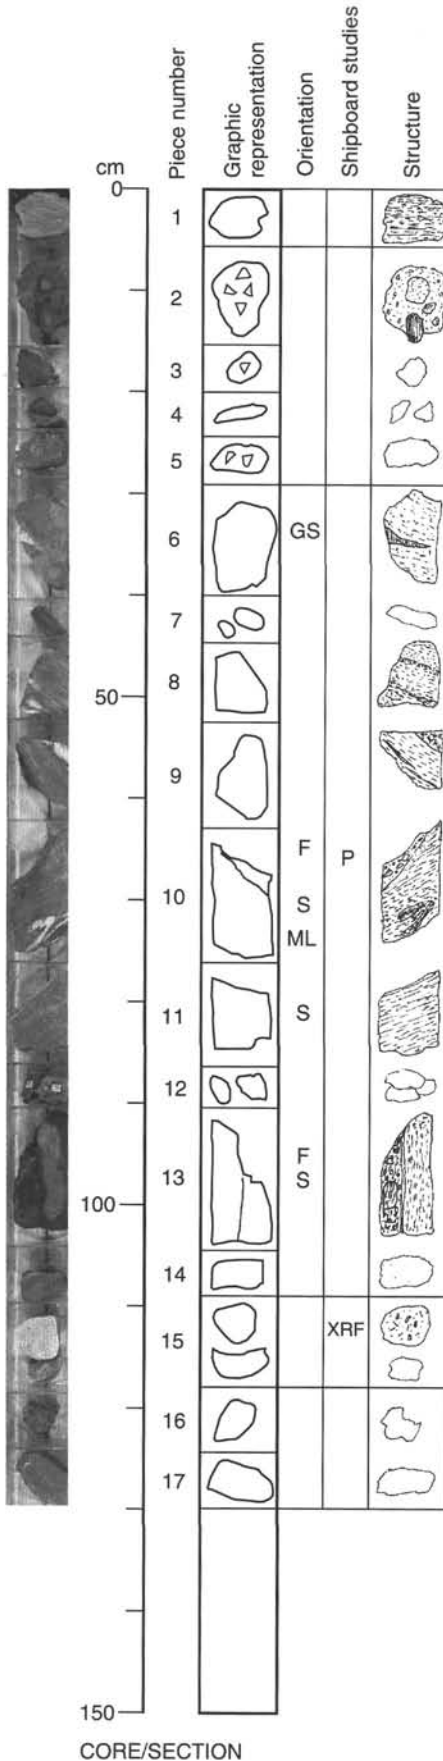 cm
Piece number
Graphic
representation
Orientation
Shipboard studies
Structure
0
1
2
3
4
5
6
GS
7
50
8
9
F
P
10
S
ML
11
S
12
13
F
S
100
14
15
XRF
16
17
150
CORE/SECTION